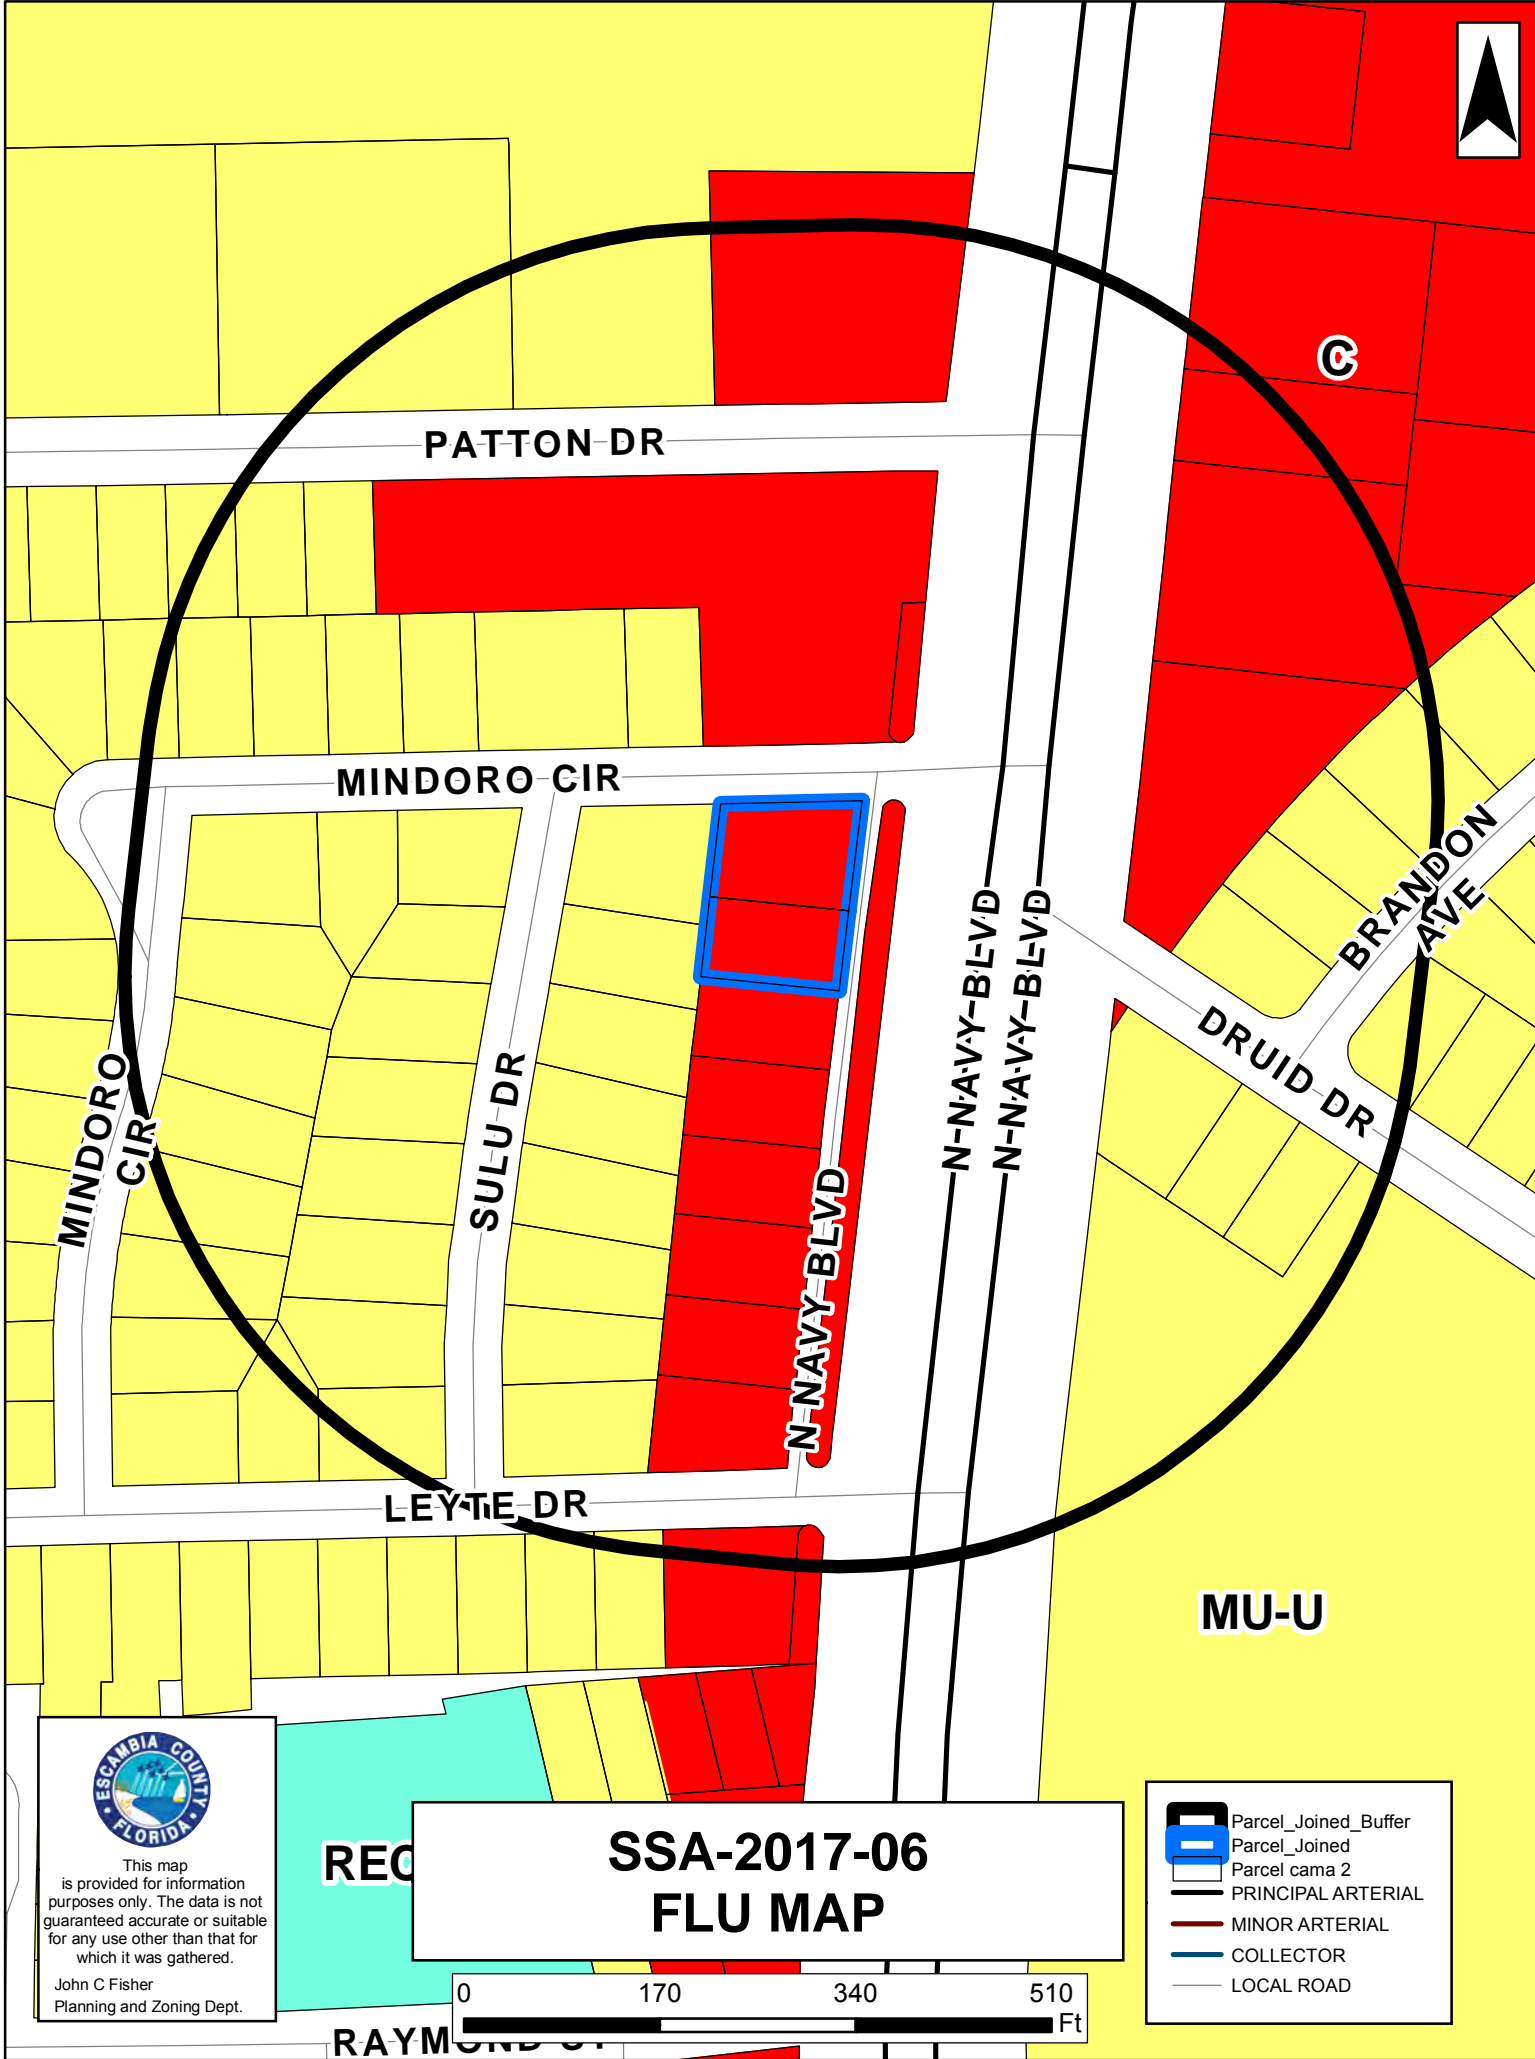 C
PATTON DR
MINDORO CIR
BRANDON
AVE
N NAVY BLVD
N NAVY BLVD
DRUID DR
MINDORO
CIR
SULU DR
N NAVY BLVD
LEYTE DR
MU-U
ESCAMBIA COUNTY
FLORIDA
This map
is provided for information
purposes only. The data is not
guaranteed accurate or suitable
for any use other than that for
which it was gathered.
John C Fisher
Planning and Zoning Dept.
REC
SSA-2017-06
FLU MAP
Parcel_Joined_Buffer
Parcel_Joined
Parcel cama 2
PRINCIPAL ARTERIAL
MINOR ARTERIAL
COLLECTOR
LOCAL ROAD
0 170 340 510
Ft
RAYMOND